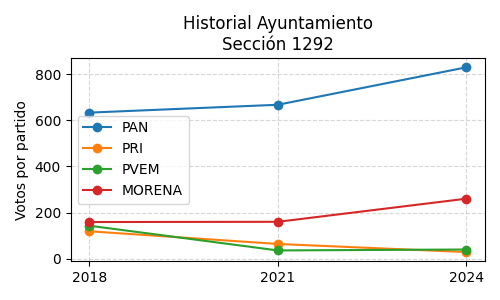 Historial Ayuntamiento
Sección 1292
Votos por partido
800
600
400
200
0
PAN
PRI
PVEM
MORENA
2018
2021
2024